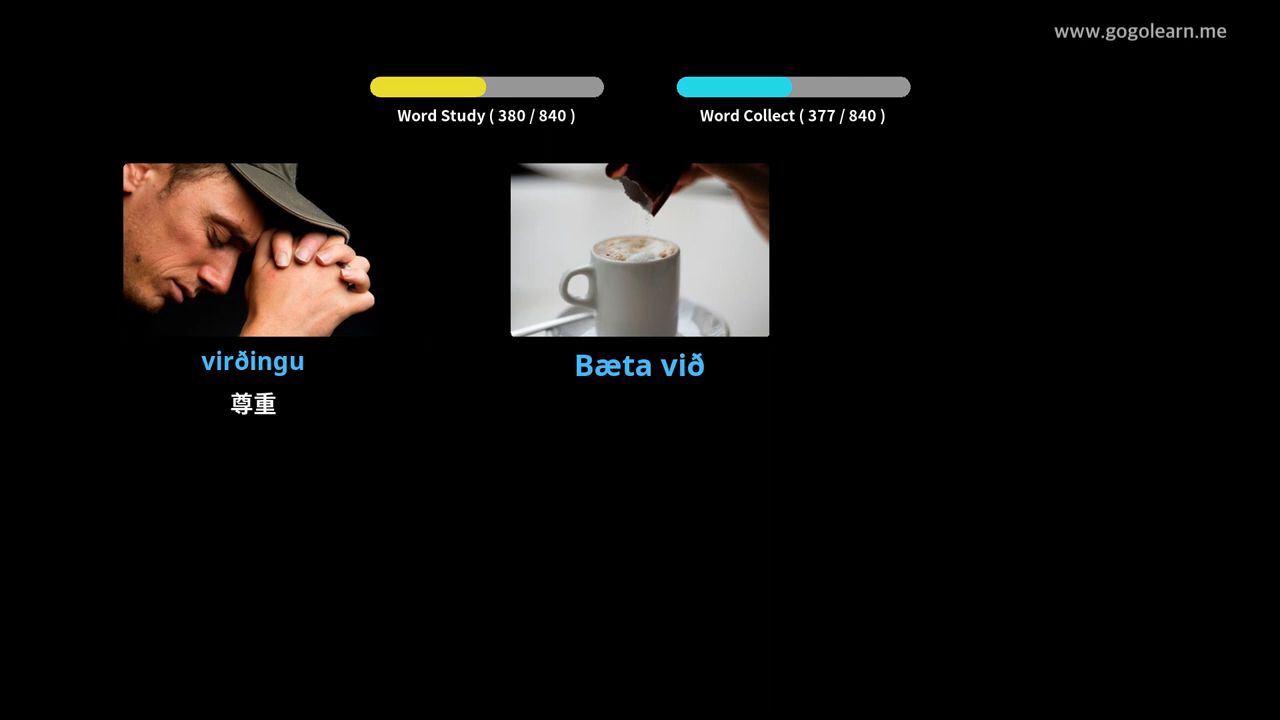 www.gogolearn.me
Word Study ( 380 / 840 )
Word Collect ( 377 / 840 )
virðingu
尊重
Bæta við